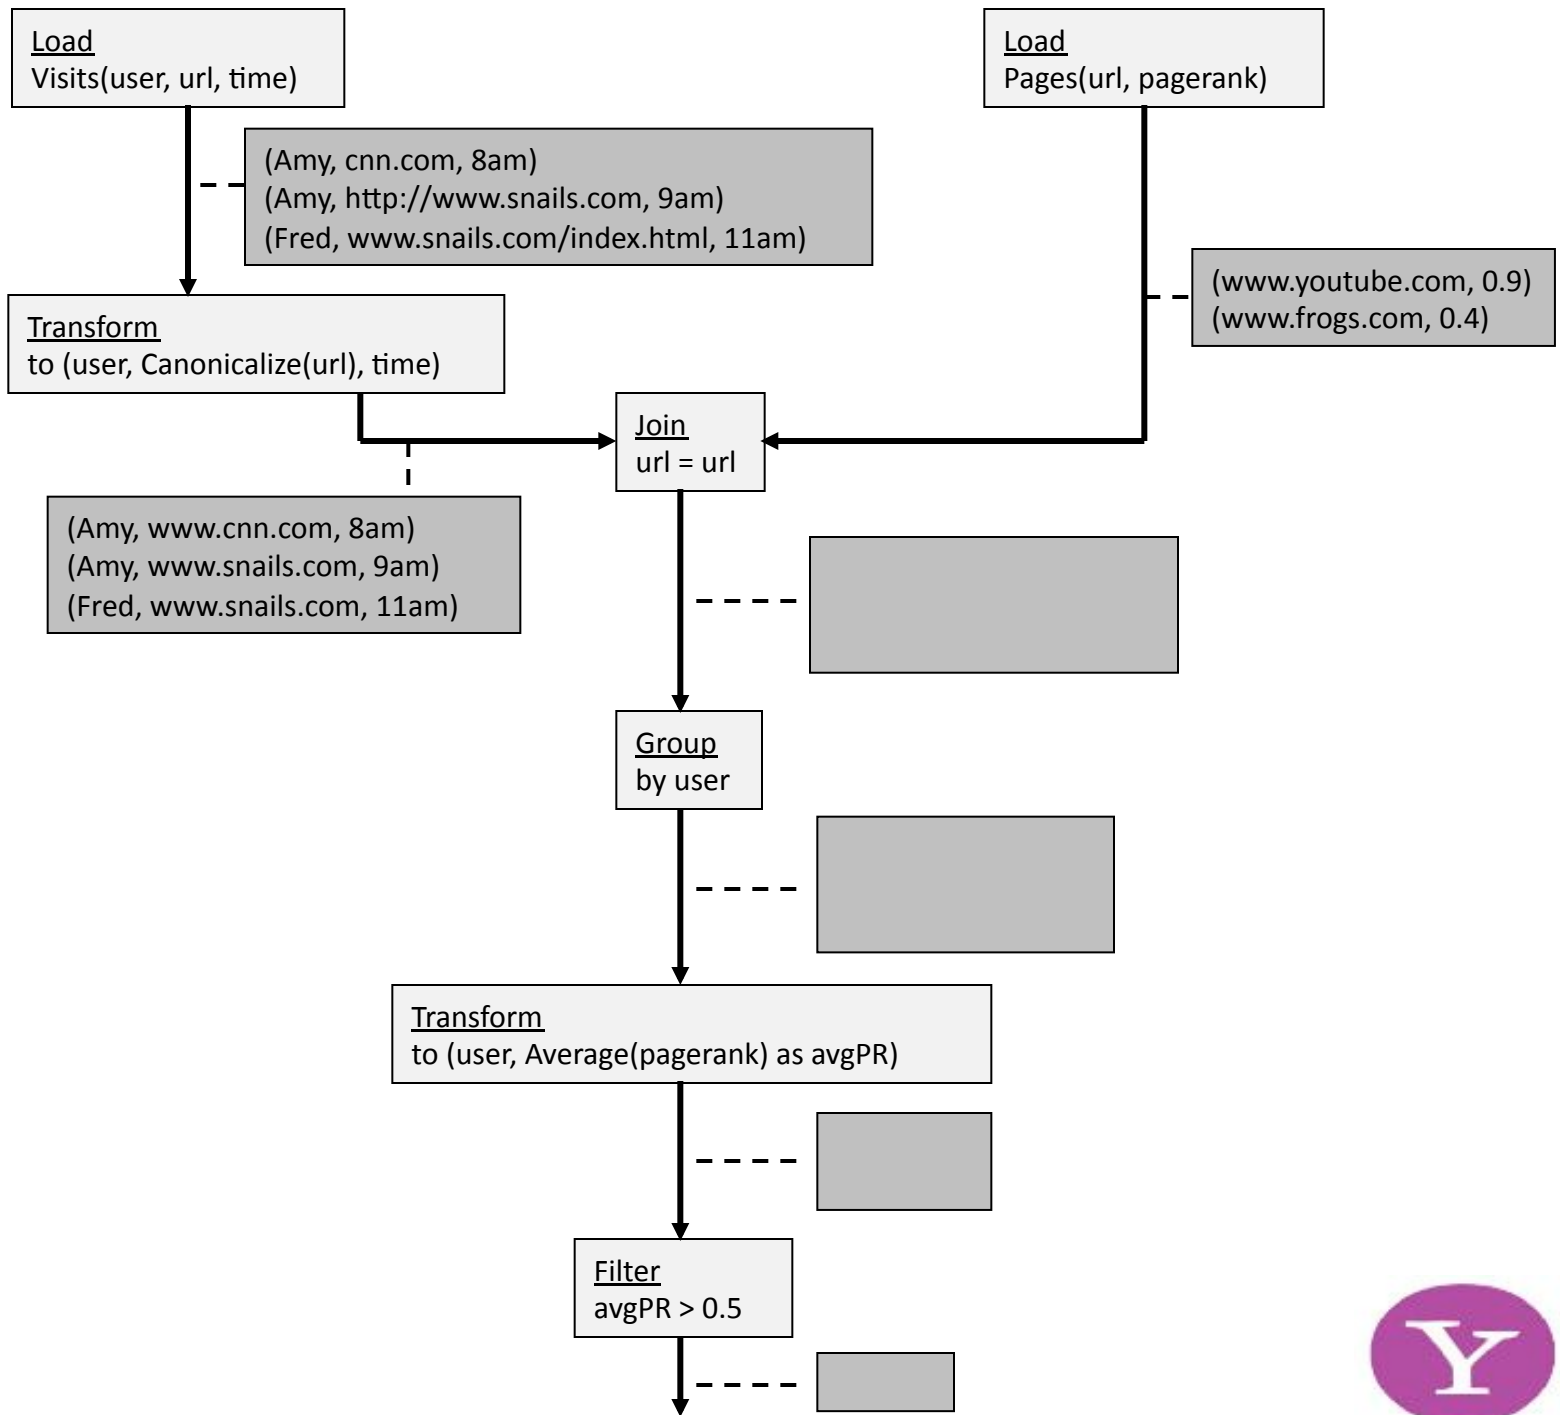 Load
Visits(user, url, time)
Load
Pages(url, pagerank)
(Amy, cnn.com, 8am)
(Amy, http://www.snails.com, 9am)
(Fred, www.snails.com/index.html, 11am)
(www.youtube.com, 0.9)
(www.frogs.com, 0.4)
Transform
to (user, Canonicalize(url), time)
Join
url = url
(Amy, www.cnn.com, 8am)
(Amy, www.snails.com, 9am)
(Fred, www.snails.com, 11am)
Group
by user
Transform
to (user, Average(pagerank) as avgPR)
Filter
avgPR > 0.5
Y